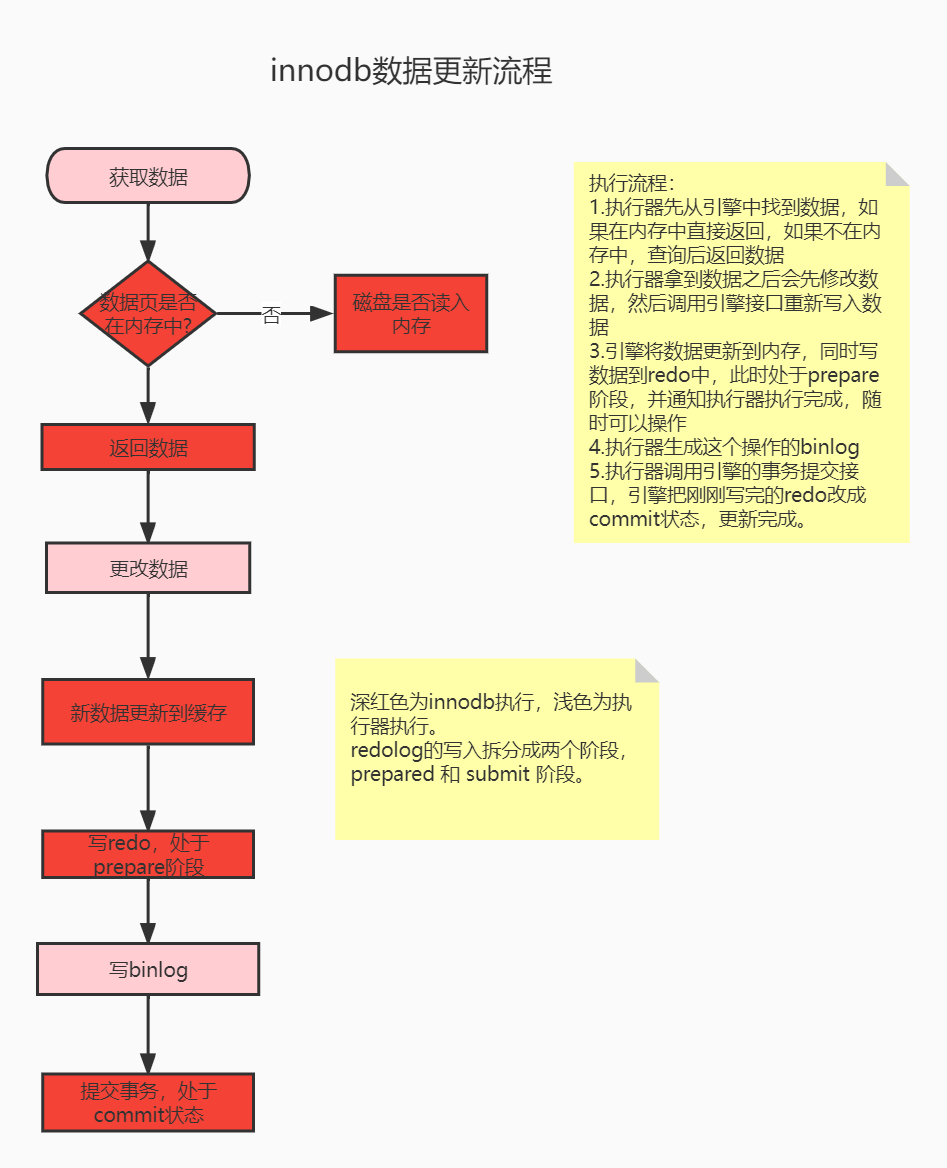 innodb数据更新流程
获取数据
数据页是否
在内存中?
否
磁盘是否读入
内存
返回数据
更改数据
新数据更新到缓存
写redo，处于
prepare阶段
写binlog
提交事务，处于
commit状态
执行流程：
1.执行器先从引擎中找到数据，如
果在内存中直接返回，如果不在内
存中，查询后返回数据
2.执行器拿到数据之后会先修改数
据，然后调用引擎接口重新写入数
据
3.引擎将数据更新到内存，同时写
数据到redo中，此时处于prepare
阶段，并通知执行器执行完成，随
时可以操作
4.执行器生成这个操作的binlog
5.执行器调用引擎的事务提交接
口，引擎把刚刚写完的redo改成
commit状态，更新完成。
深红色为innodb执行，浅色为执
行器执行。
redolog的写入拆分成两个阶段，
prepared 和 submit 阶段。